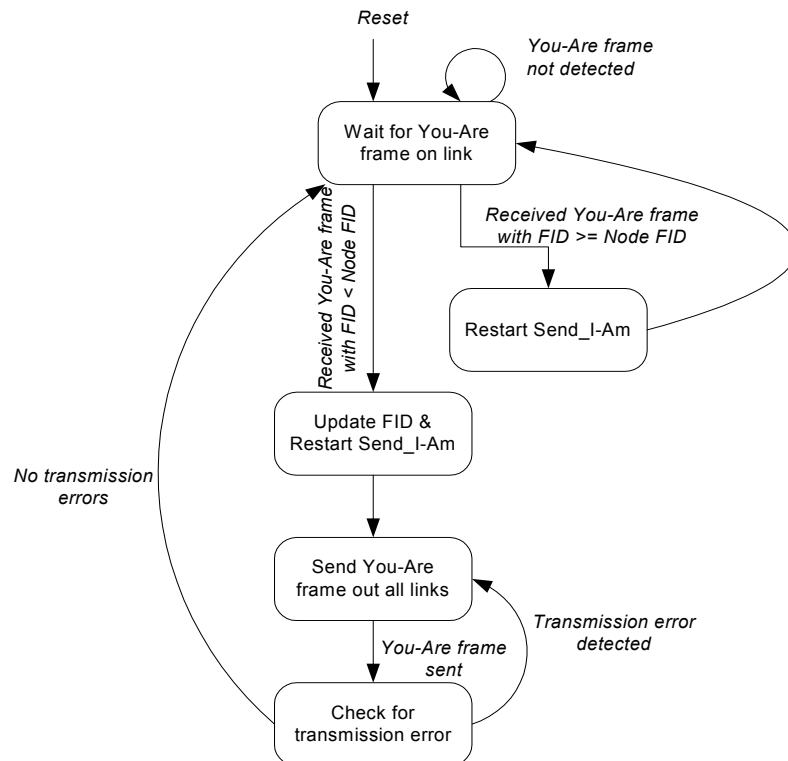 Reset
You-Are frame
not detected
Wait for You-Are
frame on link
Received You-Are frame
with FID < Node FID
Received You-Are frame
with FID >= Node FID
Restart Send_I-Am
Update FID &
Restart Send_I-Am
No transmission
errors
Send You-Are
frame out all links
Transmission error
detected
You-Are frame
sent
Check for
transmission error